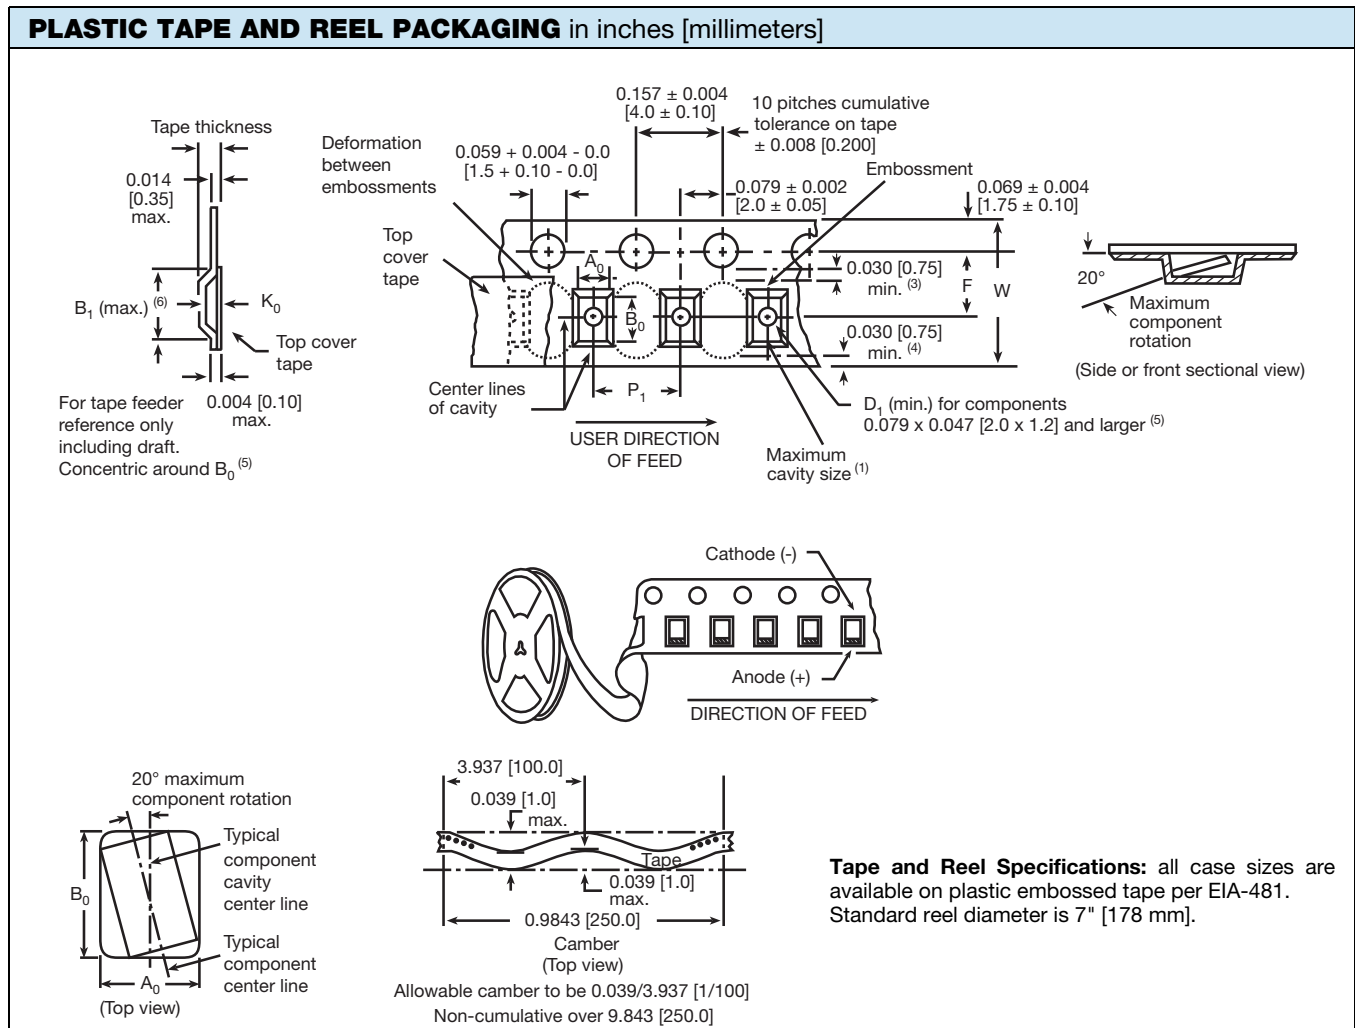 PLASTIC TAPE AND REEL PACKAGING in inches [millimeters]
Tape thickness
0.014
[0.35]
max.
B1 (max.) (6)
K0
Top cover
tape
For tape feeder
reference only
including draft.
Concentric around B0 (5)
0.004 [0.10]
max.
Deformation
between
embossments
Top
cover
tape
0.059 + 0.004 - 0.0
[1.5 + 0.10 - 0.0]
0.157 ± 0.004
[4.0 ± 0.10]
10 pitches cumulative
tolerance on tape
± 0.008 [0.200]
Embossment
0.079 ± 0.002
[2.0 ± 0.05]
0.069 ± 0.004
[1.75 ± 0.10]
A0
B0
0.030 [0.75]
min. (3)
F
W
0.030 [0.75]
min. (4)
20°
Maximum
component
rotation
(Side or front sectional view)
Center lines
of cavity
P1
USER DIRECTION
OF FEED
D1 (min.) for components
0.079 x 0.047 [2.0 x 1.2] and larger (5)
Maximum
cavity size (1)
Cathode (-)
Anode (+)
DIRECTION OF FEED
20° maximum
component rotation
Typical
component
cavity
center line
B0
Typical
component
center line
A0
(Top view)
3.937 [100.0]
0.039 [1.0]
max.
Tape
0.039 [1.0]
max.
0.9843 [250.0]
Camber
(Top view)
Allowable camber to be 0.039/3.937 [1/100]
Non-cumulative over 9.843 [250.0]
Tape and Reel Specifications: all case sizes are
available on plastic embossed tape per EIA-481.
Standard reel diameter is 7" [178 mm].